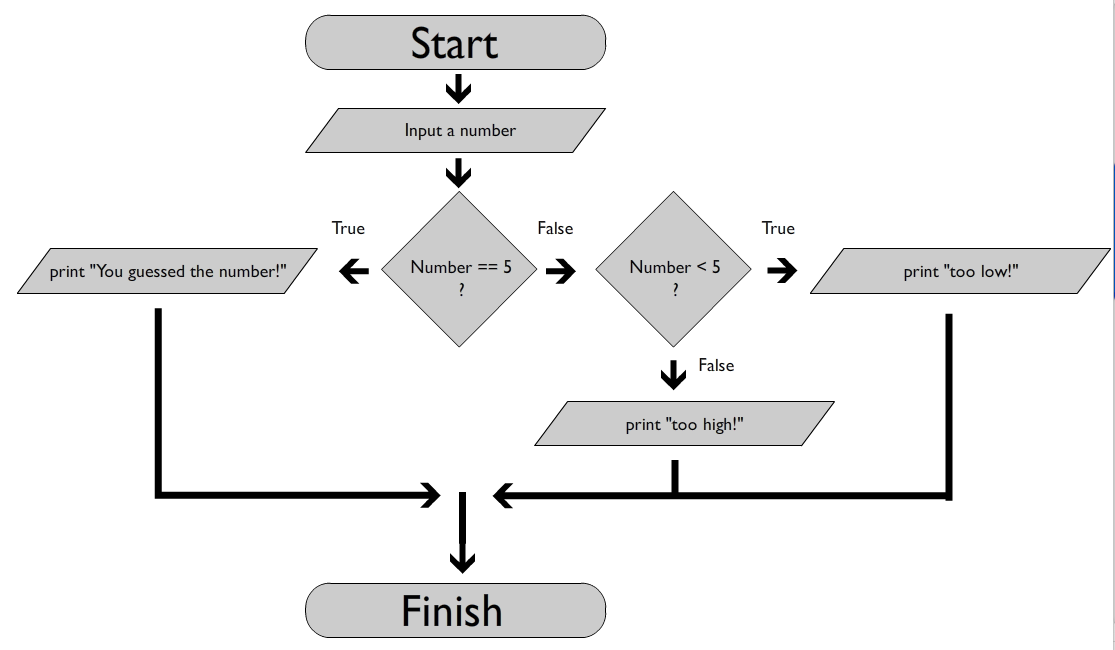 Start
Input a number
True
False
True
print "You guessed the number!"
Number == 5
?
Number < 5
?
print "too low!"
False
print "too high!"
Finish